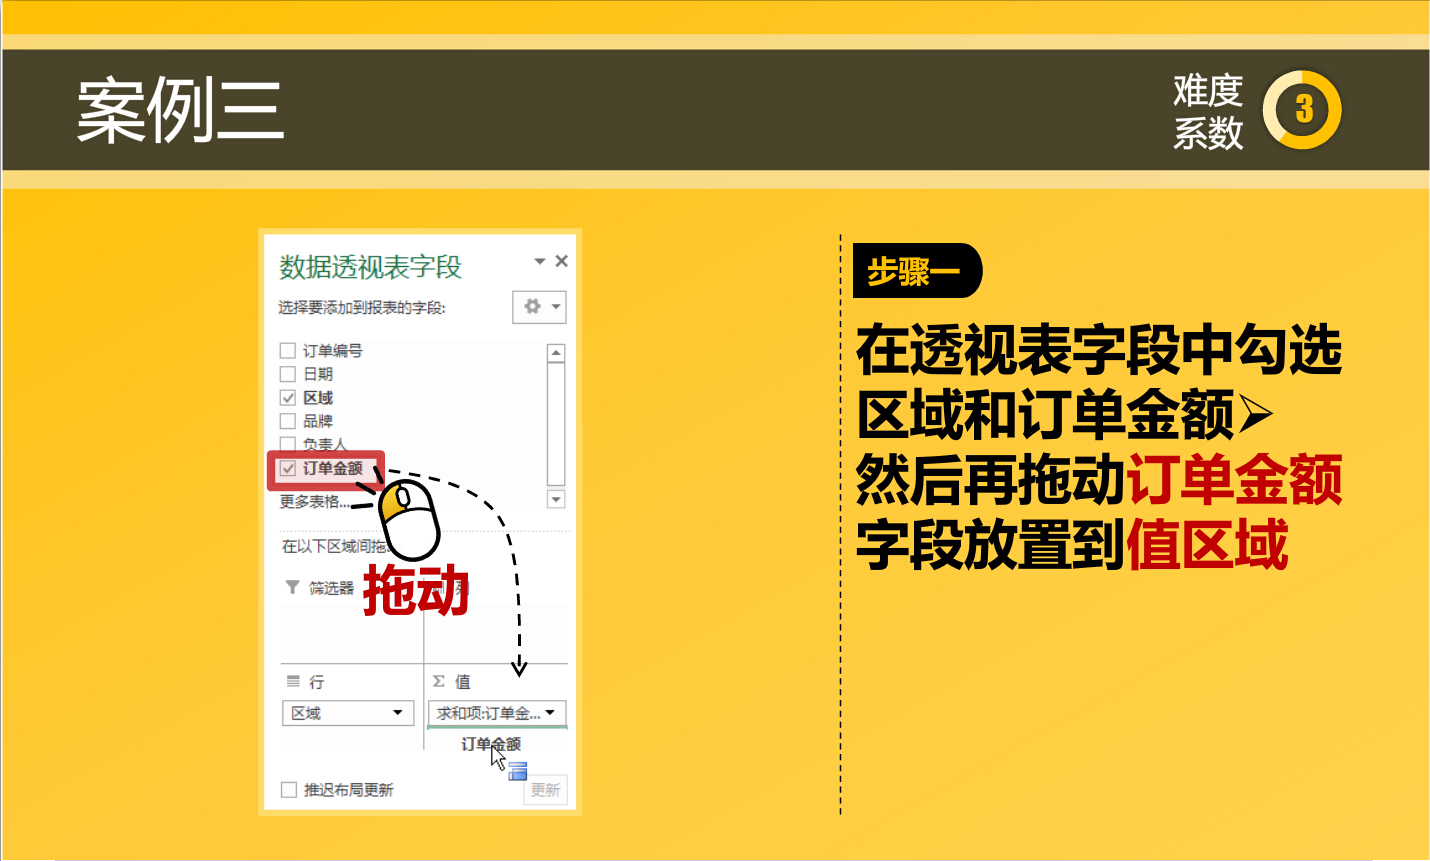 案例三
难度
系数
3
数据透视表字段
选择要添加到报表的字段:
订单编号
日期
区域
品牌
负责人
订单金额
更多表格...
在以下区域间拖
筛选器
列
拖动
行
Σ 值
区域
求和项:订单金...
订单金额
推迟布局更新
更新
步骤一
在透视表字段中勾选
区域和订单金额➢
然后再拖动订单金额
字段放置到值区域